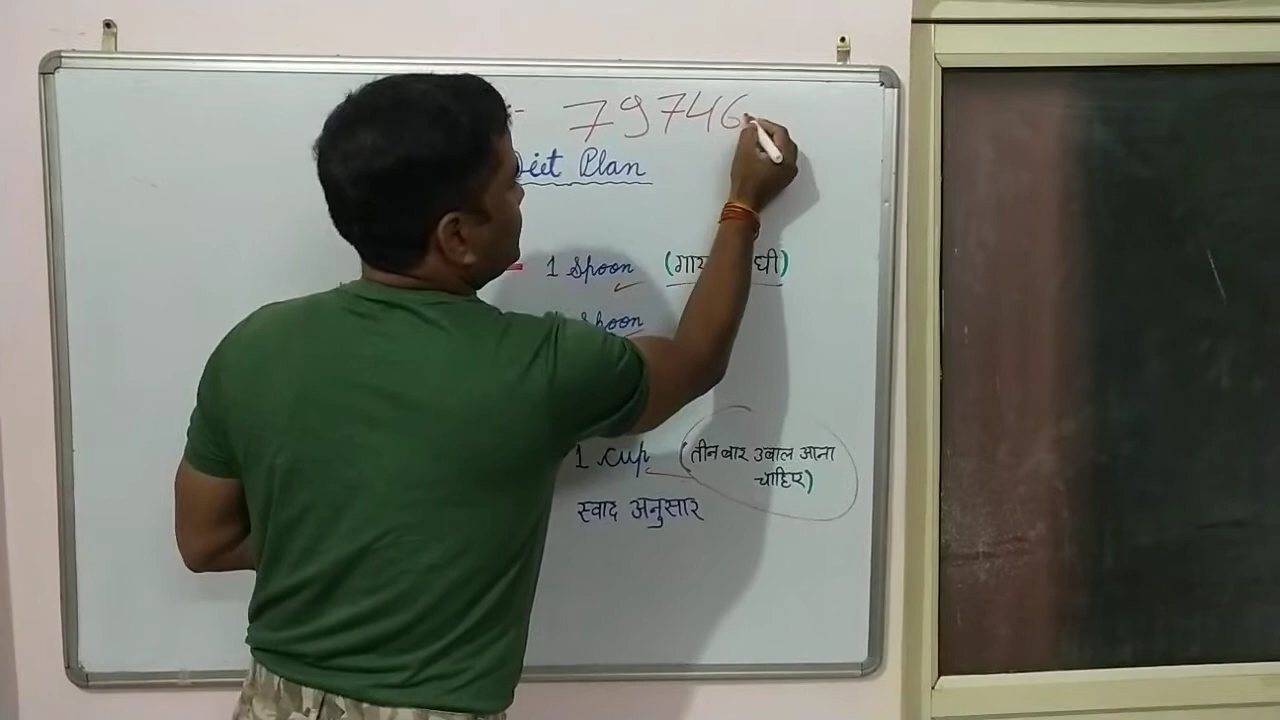 79746
Diet Plan
1 Spoon (गाय घी)
Spoon
1 cup (तीन बार उबाल आना
चाहिए)
स्वाद अनुसार